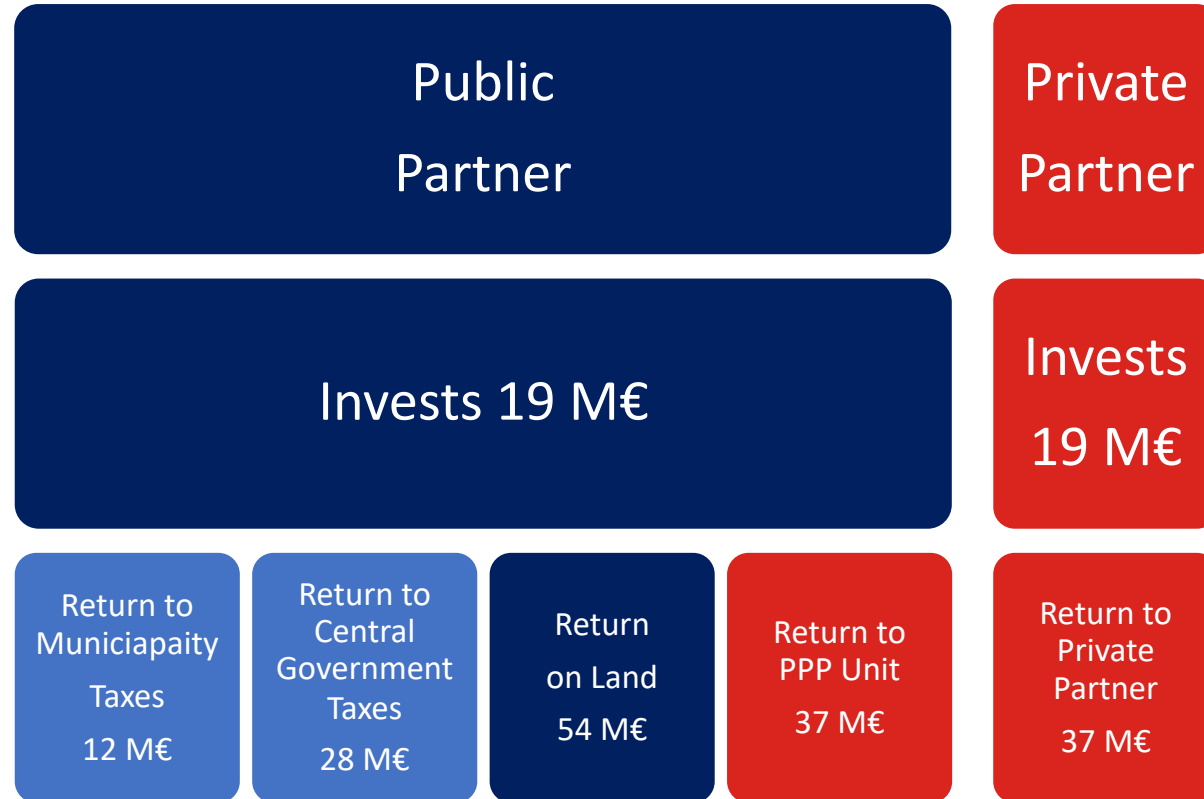 Public
Partner
Private
Partner
Invests 19 M€
Invests
19 M€
Return to
Municiapaity
Taxes
12 M€
Return to
Central
Government
Taxes
28 M€
Return
on Land
54 M€
Return to
PPP Unit
37 M€
Return to
Private
Partner
37 M€